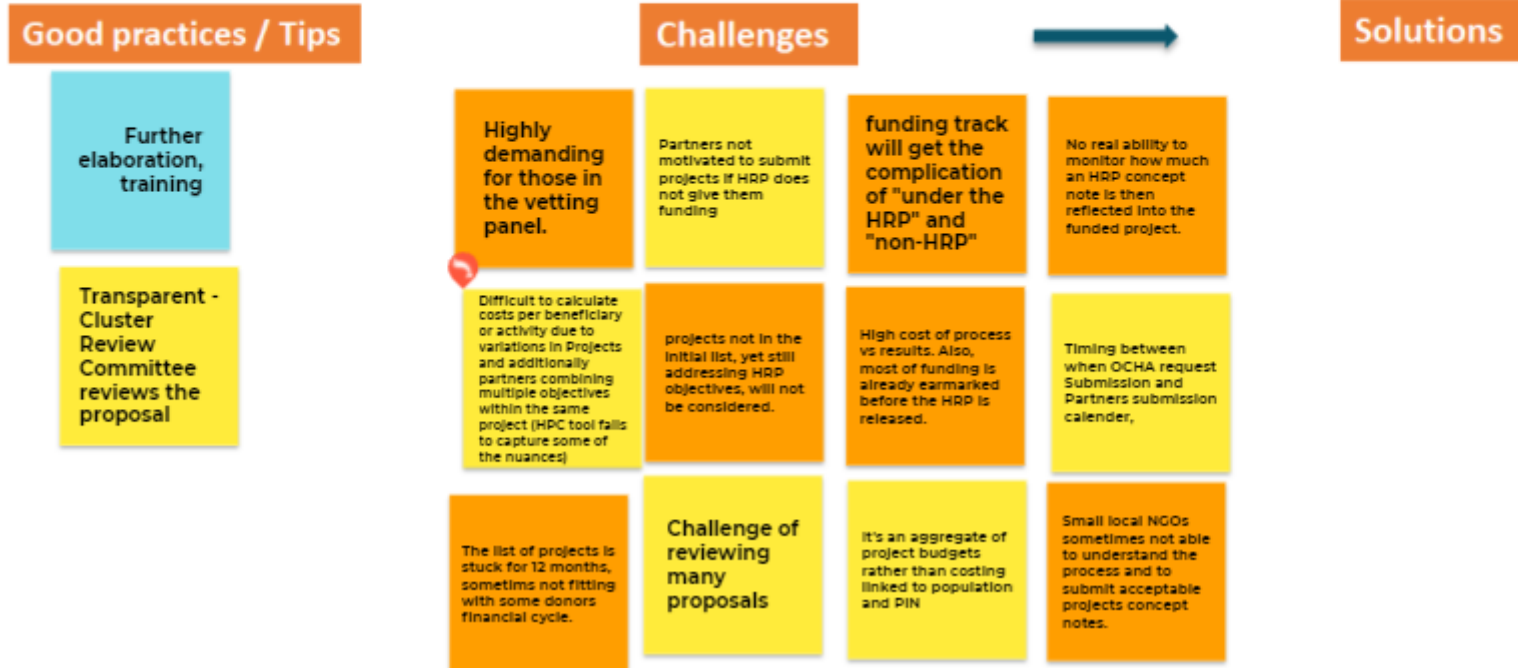 Good practices / Tips
Challenges
Solutions
Further
elaboration,
training
Transparent -
Cluster
Review
Committee
reviews the
proposal
Highly
demanding
for those in
the vetting
panel.
Partners not
motivated to submit
projects if HRP does
not give them
funding
funding track
will get the
complication
of "under the
HRP" and
"non-HRP"
No real ability to
monitor how much
an HRP concept
note is then
reflected into the
funded project.
Difficult to calculate
costs per beneficiary
or activity due to
variations in Projects
and additionally
partners combining
multiple objectives
within the same
project (HPC tool fails
to capture some of
the nuances)
projects not in the
initial list, yet still
addressing HRP
objectives, will not
be considered.
High cost of process
vs results. Also,
most of funding is
already earmarked
before the HRP is
released.
Timing between
when OCHA request
Submission and
Partners submission
calender,
The list of projects is
stuck for 12 months,
sometims not fitting
with some donors
financial cycle.
Challenge of
reviewing
many
proposals
It's an aggregate of
project budgets
rather than costing
linked to population
and PIN
Small local NGOs
sometimes not able
to understand the
process and to
submit acceptable
projects concept
notes.